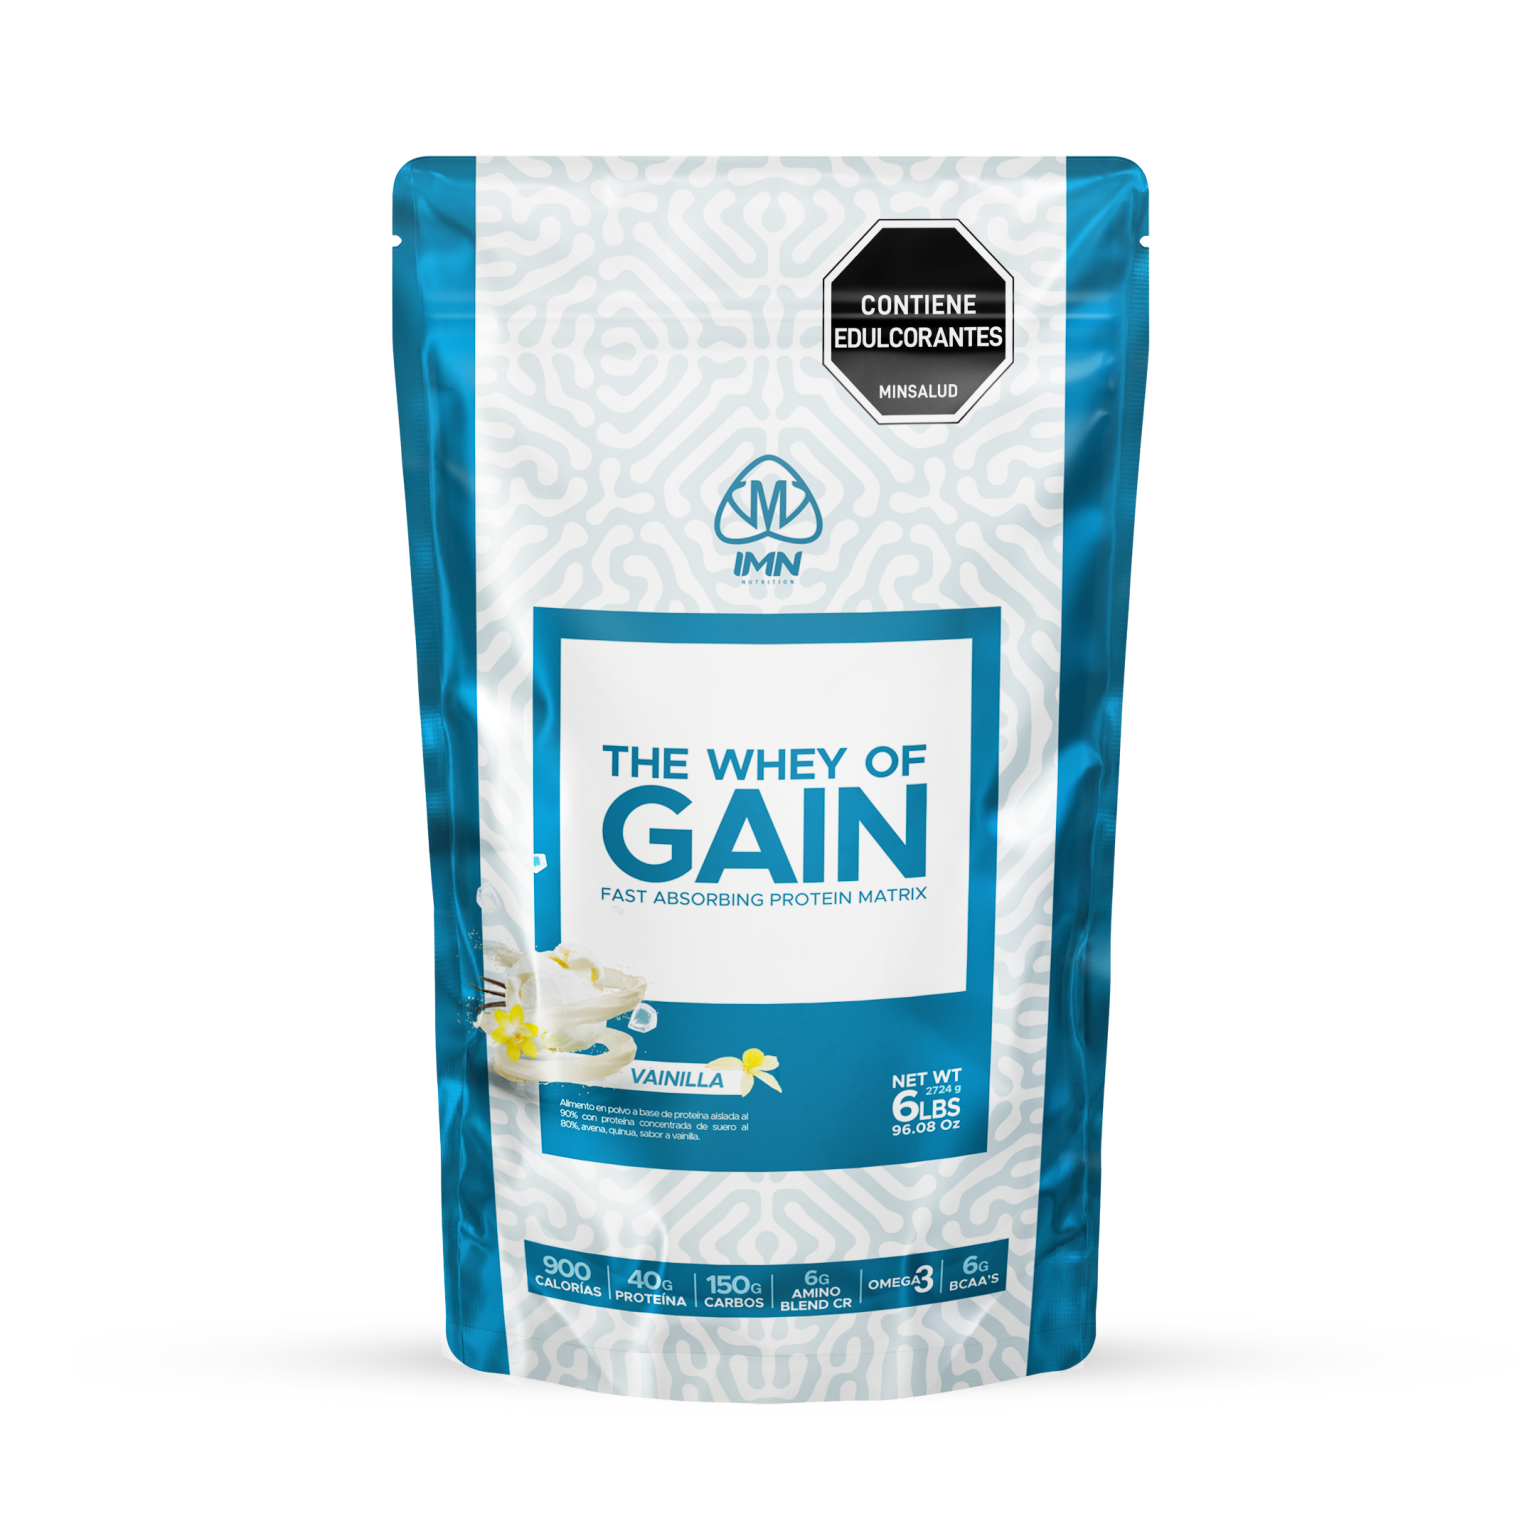 CONTIENE
EDULCORANTES
MINSALUD
M
IMN
NUTRITION
THE WHEY OF
GAIN
FAST ABSORBING PROTEIN MATRIX
VAINILLA
Alimento en polvo a base de proteína aislada al
90% con proteína concentrada de suero al
80%, avena, quinua, sabor a vainilla.
NET WT
2724 g
6LBS
96.08 Oz
900
CALORÍAS
40G
PROTEÍNA
150G
CARBOS
6G
AMINO
BLEND CR
OMEGA3
6G
BCAA'S